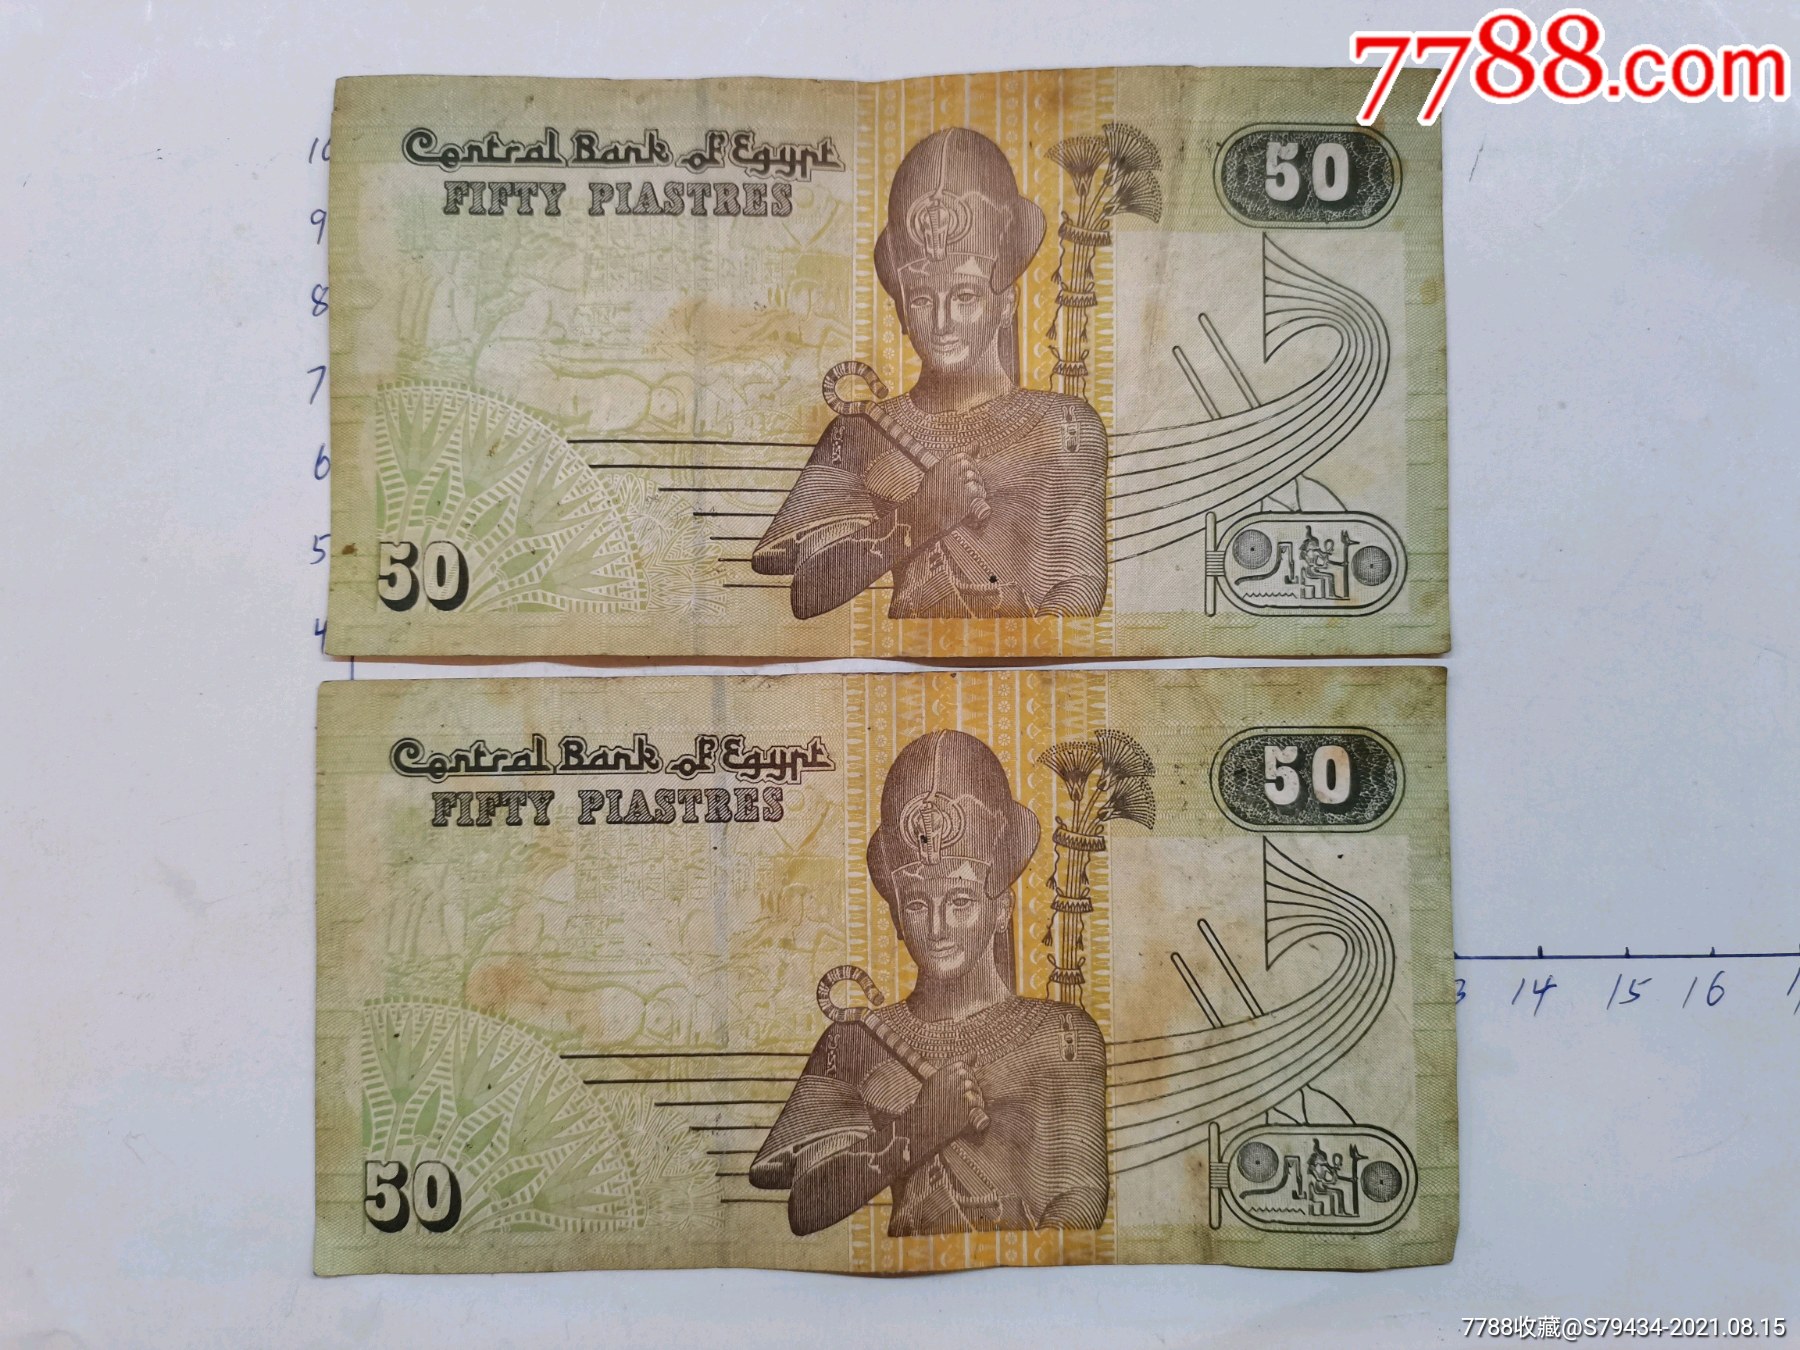 7788.com
10
Central Bank of Egypt
50
FIFTY PIASTRES
9
8
7
6
5
50
4
Central Bank of Egypt
50
FIFTY PIASTRES
14 15 16
50
7788收藏@S79434-2021.08.15